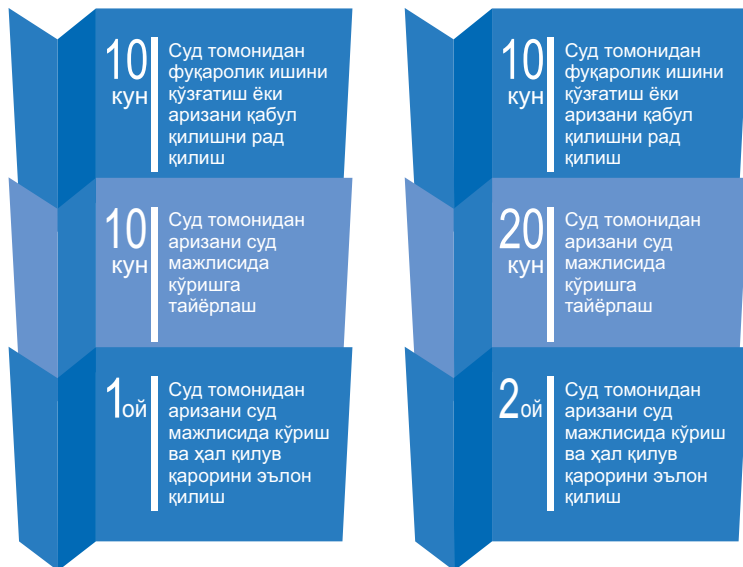 10
кун
Суд томонидан
фуқаролик ишини
қўзғатиш ёки
аризани қабул
қилишни рад
қилиш
10
кун
Суд томонидан
аризани суд
мажлисида
кўришга
тайёрлаш
1ой
Суд томонидан
аризани суд
мажлисида кўриш
ва ҳал қилув
қарорини эълон
қилиш
10
кун
Суд томонидан
фуқаролик ишини
қўзғатиш ёки
аризани қабул
қилишни рад
қилиш
20
кун
Суд томонидан
аризани суд
мажлисида
кўришга
тайёрлаш
2ой
Суд томонидан
аризани суд
мажлисида кўриш
ва ҳал қилув
қарорини эълон
қилиш